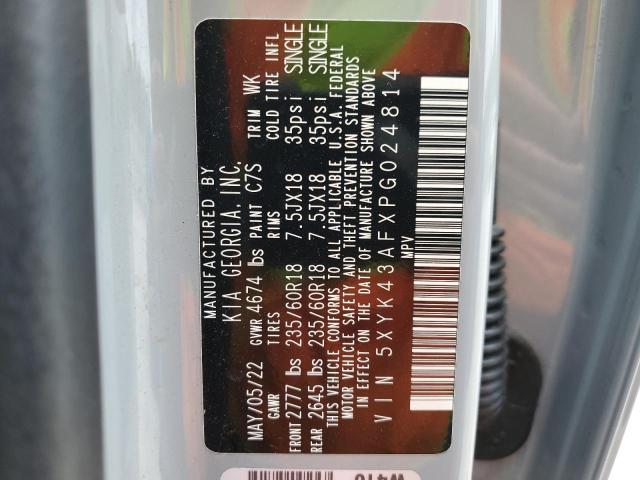 MANUFACTURED BY
KIA GEORGIA, INC.
MAY/05/22 GVWR 4674 lbs PAINT C7S TRIM WK
GAWR TIRES RIMS COLD TIRE INFL
FRONT 2777 lbs 235/60R18 7.5JX18 35psi SINGLE
REAR 2645 lbs 235/60R18 7.5JX18 35psi SINGLE
THIS VEHICLE CONFORMS TO ALL APPLICABLE U.S.A. FEDERAL
MOTOR VEHICLE SAFETY AND THEFT PREVENTION STANDARDS
IN EFFECT ON THE DATE OF MANUFACTURE SHOWN ABOVE
VIN 5XYK43AFXPG024814
MPV